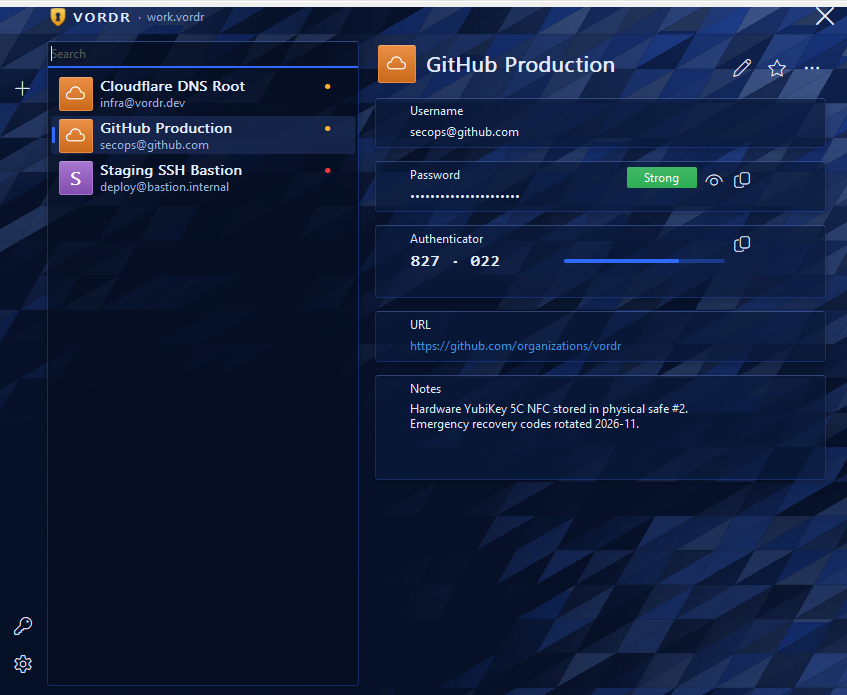 VORDR · work.vordr
Search
Cloudflare DNS Root
infra@vordr.dev
GitHub Production
secops@github.com
S
Staging SSH Bastion
deploy@bastion.internal
GitHub Production
Username
secops@github.com
Password
Strong
•••••••••••••••••••••
Authenticator
827 - 022
URL
https://github.com/organizations/vordr
Notes
Hardware YubiKey 5C NFC stored in physical safe #2.
Emergency recovery codes rotated 2026-11.